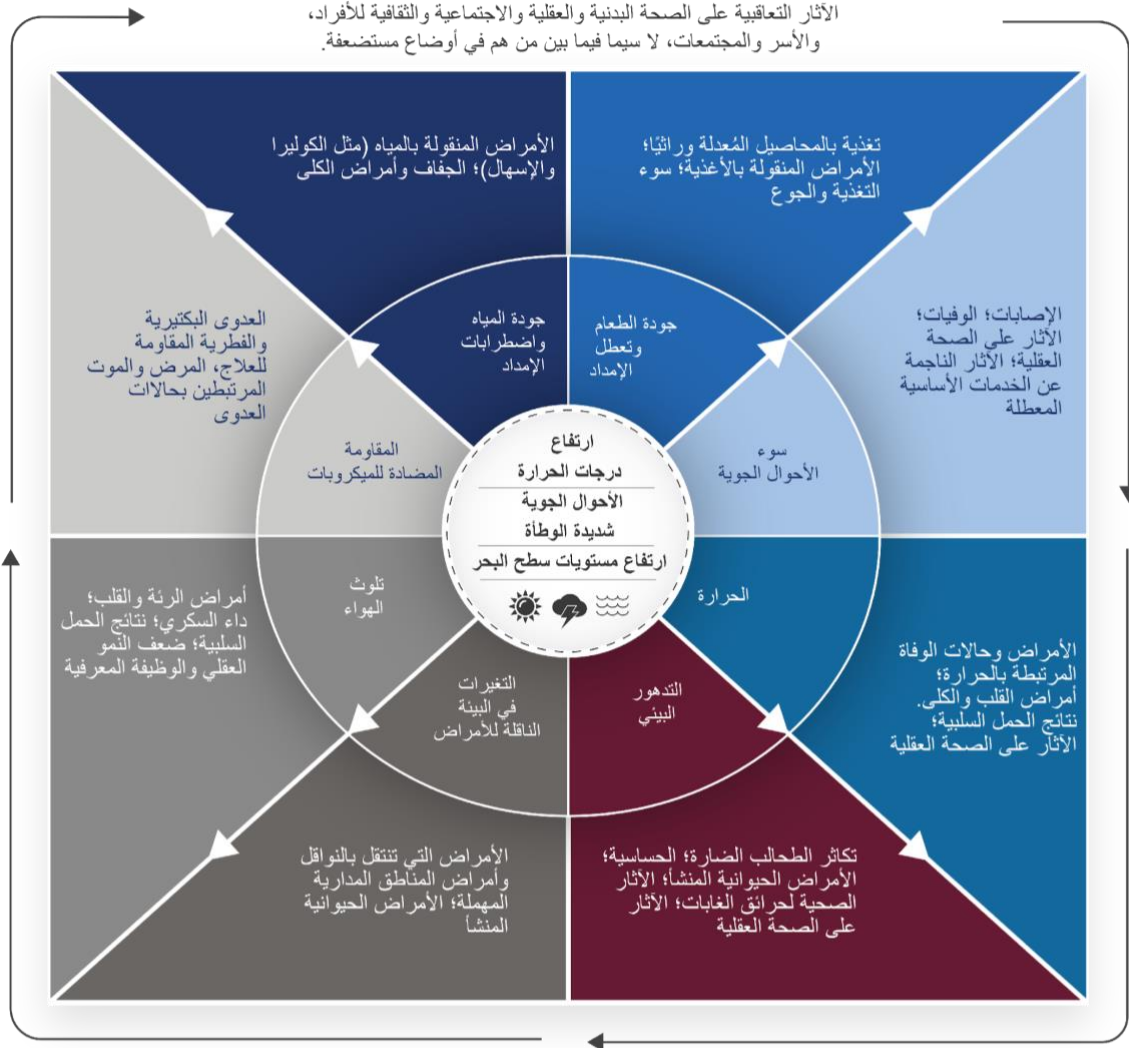 الآثار التعاقبية على الصحة البدنية والعقلية والاجتماعية والثقافية للأفراد،
والأسر والمجتمعات، لا سيما فيما بين من هم في أوضاع مستضعفة.
تغذية بالمحاصيل المُعدلة وراثيًا؛
الأمراض المنقولة بالأغذية؛ سوء
التغذية والجوع
الأمراض المنقولة بالمياه (مثل الكوليرا
والإسهال)؛ الجفاف وأمراض الكلى
الإصابات؛ الوفيات؛
الآثار على الصحة
العقلية؛ الآثار الناجمة
عن الخدمات الأساسية
المعطلة
جودة الطعام
وتعطل
الإمداد
جودة المياه
واضطرابات
الإمداد
العدوى البكتيرية
والفطرية المقاومة
للعلاج، المرض والموت
المرتبطين بحالاات
العدوى
سوء
الأحوال الجوية
المقاومة
المضادة للميكروبات
ارتفاع
درجات الحرارة
الأحوال الجوية
شديدة الوطأة
ارتفاع مستويات سطح البحر
الحرارة
تلوث
الهواء
أمراض الرئة والقلب؛
داء السكري؛ نتائج الحمل
السلبية؛ ضعف النمو
العقلي والوظيفة المعرفية
الأمراض وحالات الوفاة
المرتبطة بالحرارة؛
أمراض القلب والكلى.
نتائج الحمل السلبية؛
الآثار على الصحة العقلية
التدهور
البيئي
التغيرات
في البيئة
الناقلة للأمراض
تكاثر الطحالب الضارة؛ الحساسية؛
الأمراض الحيوانية المنشأ؛ الآثار
الصحية لحرائق الغابات؛ الآثار
على الصحة العقلية
الأمراض التي تنتقل بالنواقل
وأمراض المناطق المدارية
المهملة؛ الأمراض الحيوانية
المنشأ